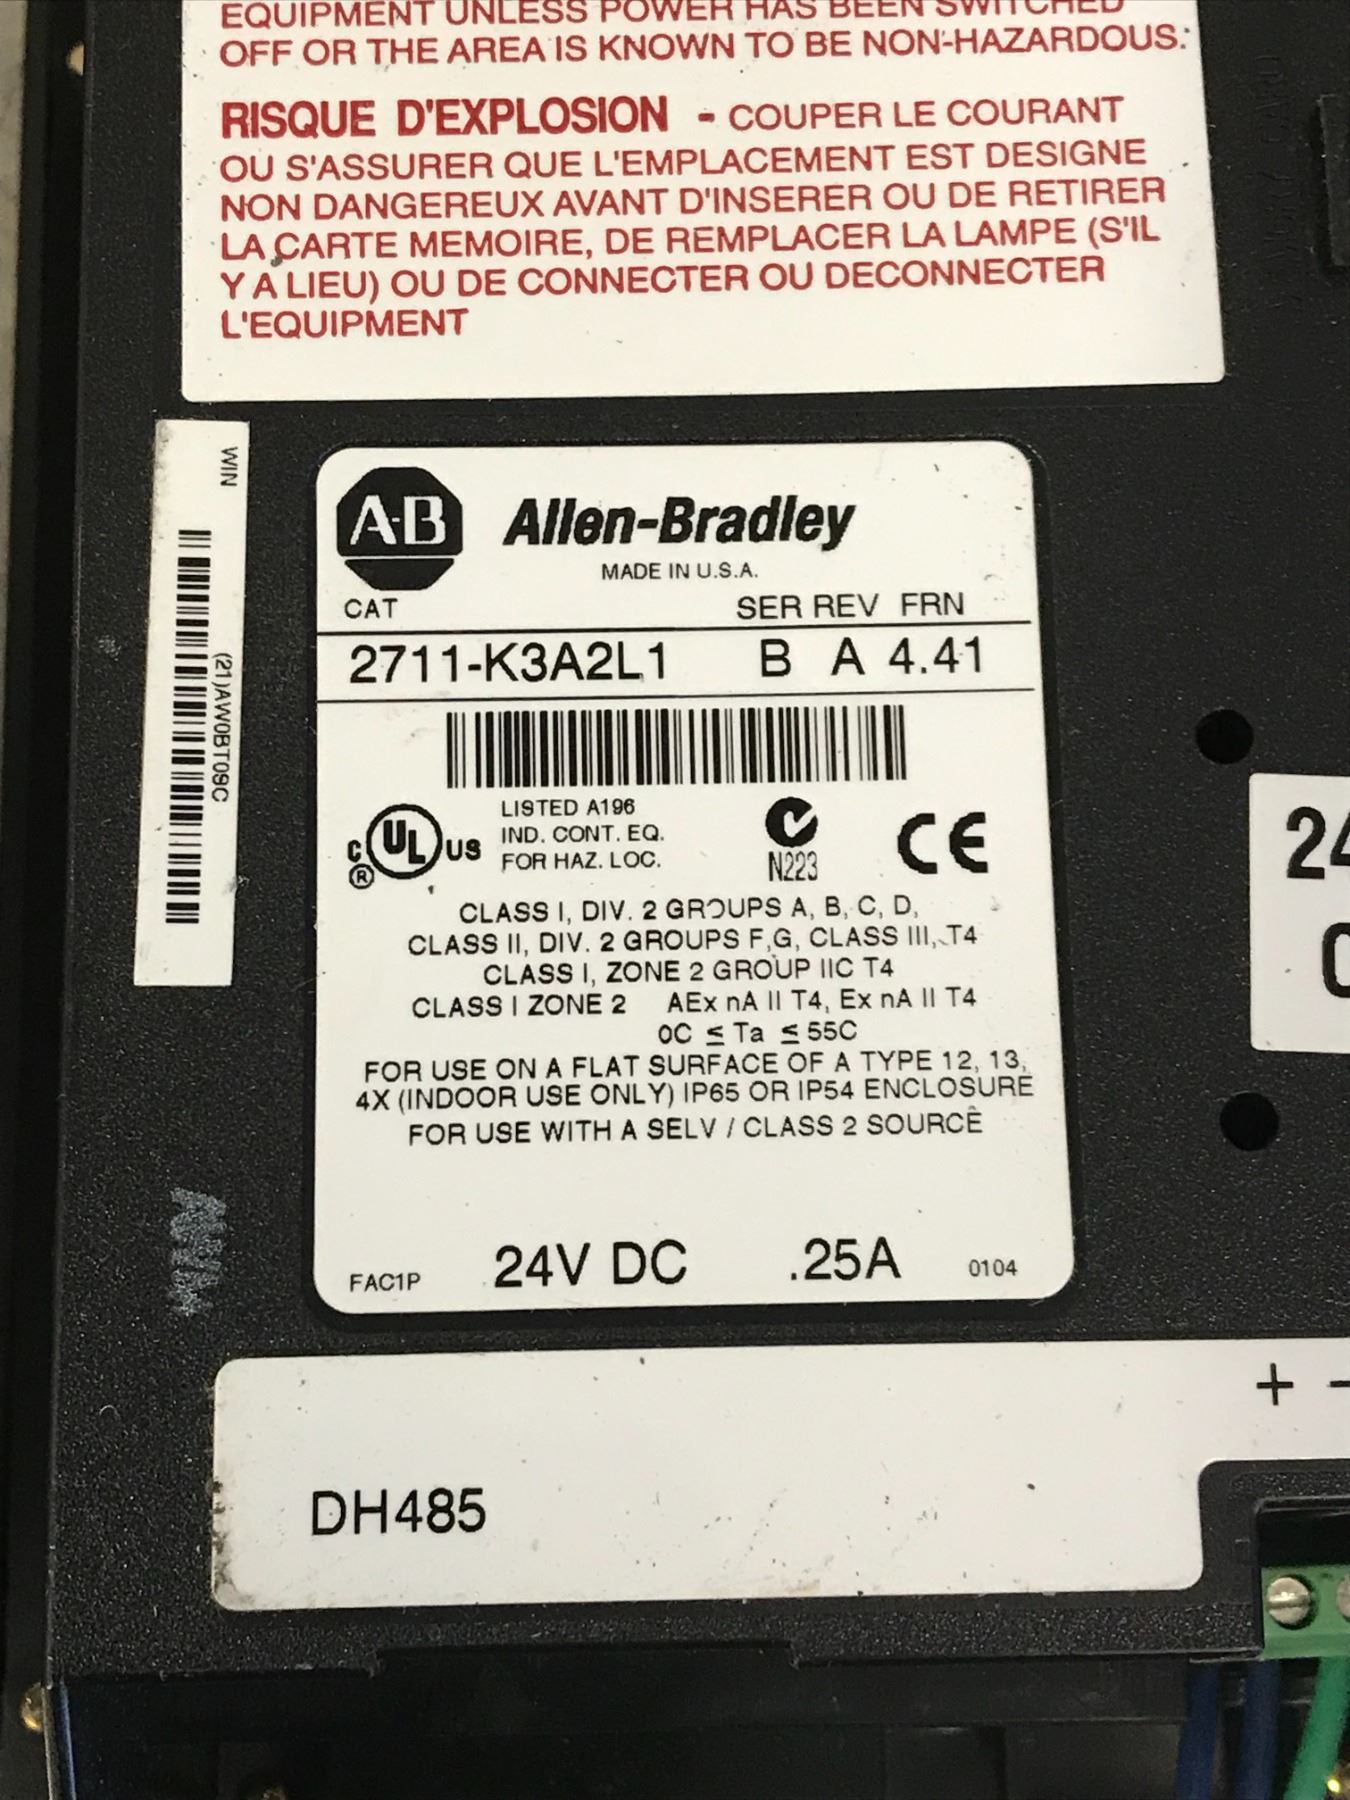 EQUIPMENT UNLESS POWER HAS BEEN SWITCHED
OFF OR THE AREA IS KNOWN TO BE NON-HAZARDOUS.
RISQUE D'EXPLOSION - COUPER LE COURANT
OU S'ASSURER QUE L'EMPLACEMENT EST DESIGNE
NON DANGEREUX AVANT D'INSERER OU DE RETIRER
LA CARTE MEMOIRE, DE REMPLACER LA LAMPE (S'IL
Y A LIEU) OU DE CONNECTER OU DECONNECTER
L'EQUIPMENT
WIN
(21)AW0BT09C
A-B Allen-Bradley
MADE IN U.S.A.
CAT SER REV FRN
2711-K3A2L1 B A 4.41
C UL US ®
LISTED A196
IND. CONT. EQ.
FOR HAZ. LOC.
N223
CE
CLASS I, DIV. 2 GROUPS A, B, C, D,
CLASS II, DIV. 2 GROUPS F,G, CLASS III, T4
CLASS I, ZONE 2 GROUP IIC T4
CLASS I ZONE 2 AEx nA II T4, Ex nA II T4
0C ≤ Ta ≤ 55C
FOR USE ON A FLAT SURFACE OF A TYPE 12, 13,
4X (INDOOR USE ONLY) IP65 OR IP54 ENCLOSURE
FOR USE WITH A SELV / CLASS 2 SOURCE
FAC1P 24V DC .25A 0104
24
+ -
DH485